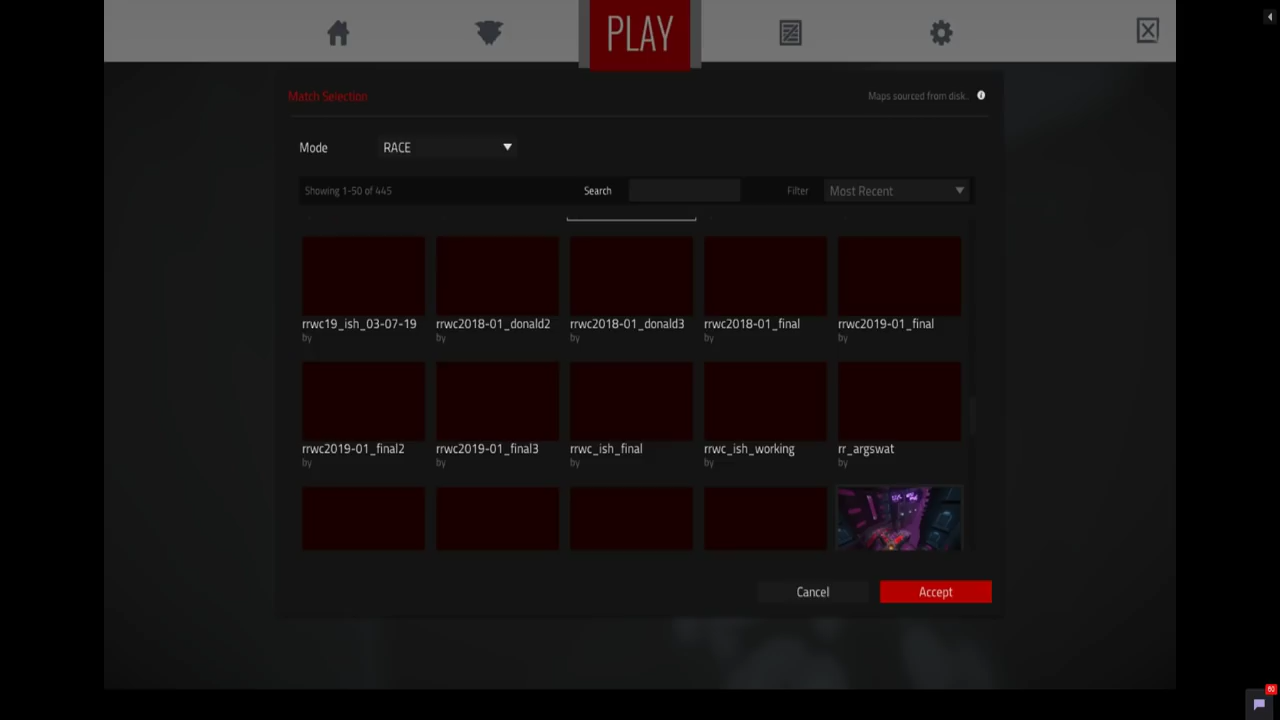 PLAY
Match Selection
Maps sourced from disk.
Mode RACE
Showing 1-50 of 445 Search Filter Most Recent
rrwc19_ish_03-07-19 rrwc2018-01_donald2 rrwc2018-01_donald3 rrwc2018-01_final rrwc2019-01_final
by by by by by
rrwc2019-01_final2 rrwc2019-01_final3 rrwc_ish_final rrwc_ish_working rr_argswat
by by by by by
Cancel Accept